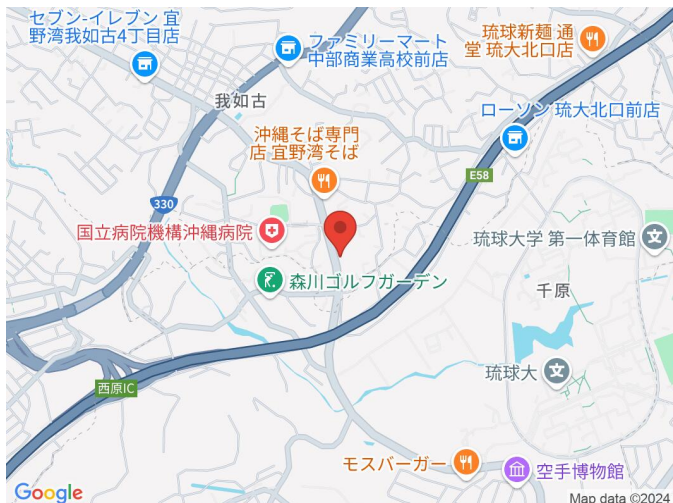 セブン-イレブン 宜
野湾我如古4丁目店
ファミリーマート
中部商業高校前店
琉球新麺 通
堂 琉大北口店
我如古
ローソン 琉大北口前店
沖縄そば専門
店 宜野湾そば
E58
330
国立病院機構沖縄病院
琉球大学 第一体育館
森川ゴルフガーデン
千原
西原IC
琉球大
モスバーガー
空手博物館
Google
Map data ©2024